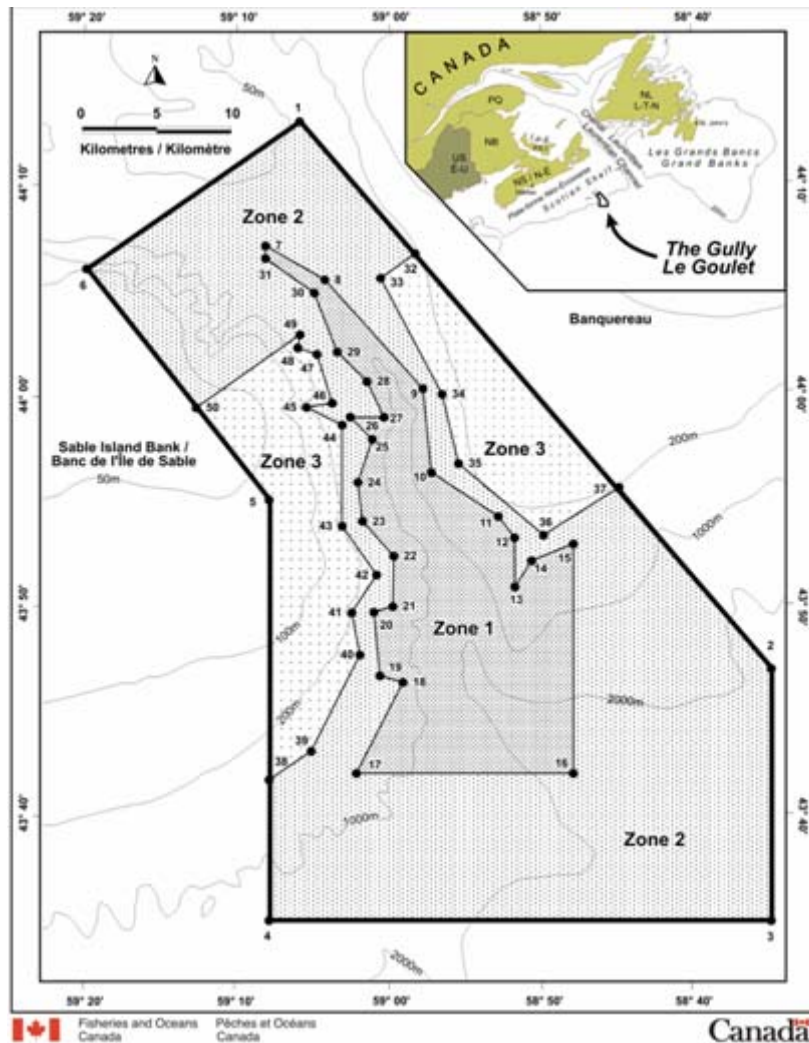 59° 20'
59° 10'
59° 00'
58° 50'
58° 40'
N
0 5 10
Kilometres / Kilomètre
50m
1
CANADA
PQ
NL
L-T-N
NB
US
E-U
NS / N-E
Scotian Shelf
Laurentian Channel
Les Grands Bancs
Grand Banks
The Gully
Le Goulet
44° 10'
44° 10'
Zone 2
7
31
8
30
32
33
6
Banquereau
49
48
47
29
28
9
34
44° 00'
44° 00'
50
45
46
27
26
44
25
Sable Island Bank /
Banc de l'Île de Sable
50m
Zone 3
Zone 3
35
200m
10
24
37
5
11
36
1000m
43
23
12
15
14
22
13
42
43° 50'
43° 50'
100m
41
21
20
Zone 1
40
19
18
2
200m
2000m
39
38
17
16
43° 40'
43° 40'
1000m
Zone 2
4
3
2000m
59° 20'
59° 10'
59° 00'
58° 50'
58° 40'
Fisheries and Oceans
Canada
Pêches et Océans
Canada
Canada